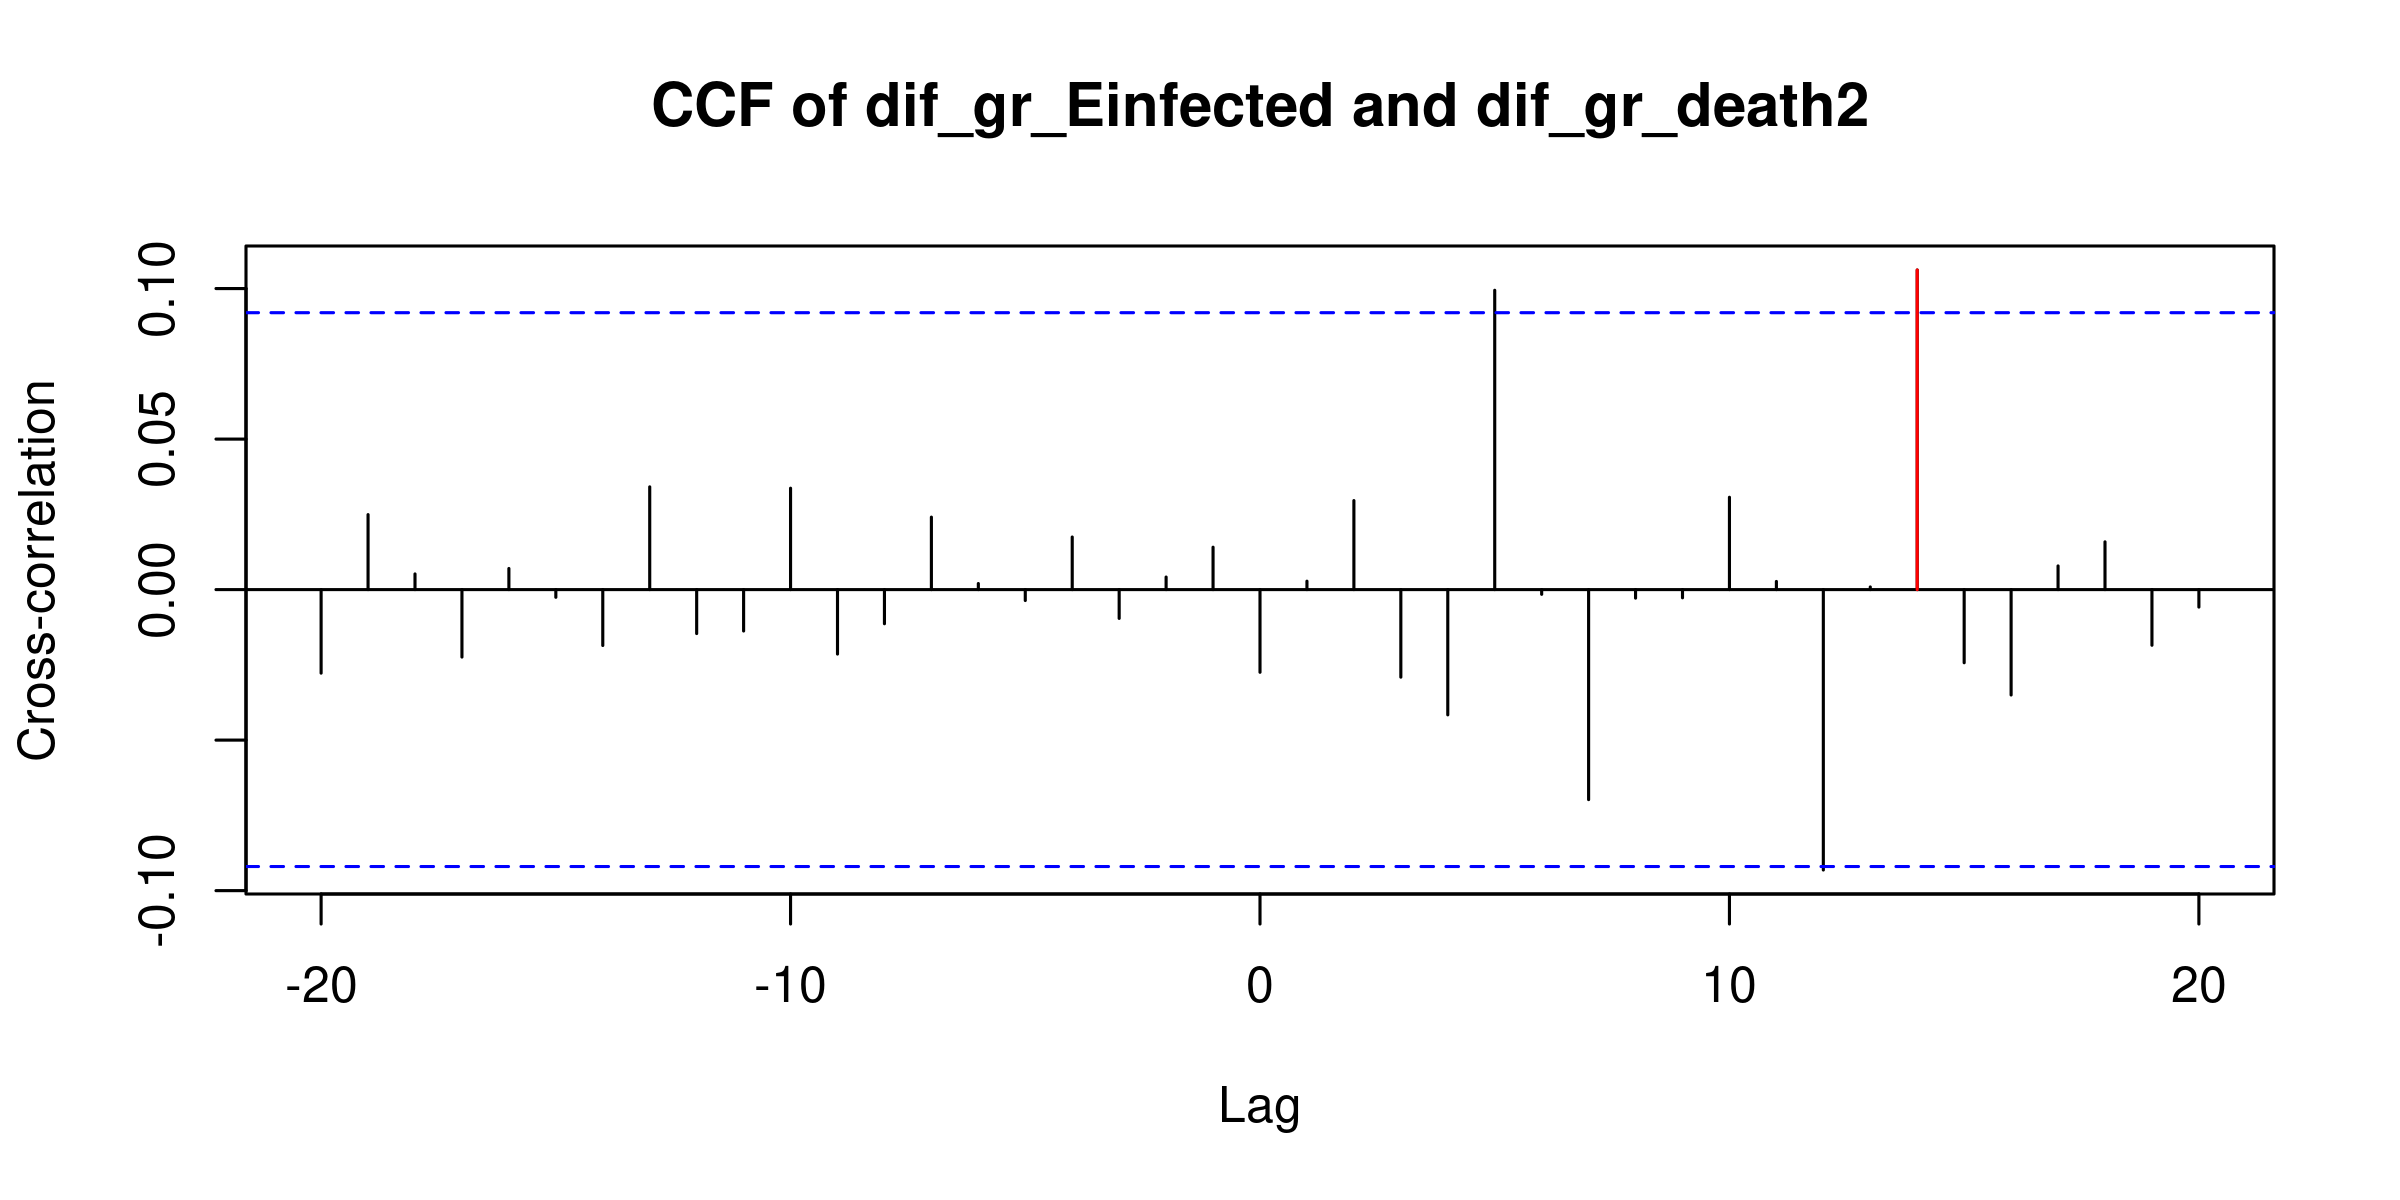 CCF of dif_gr_Einfected and dif_gr_death2
Cross-correlation
0.10
0.05
0.00
-0.10
-20 -10 0 10 20
Lag